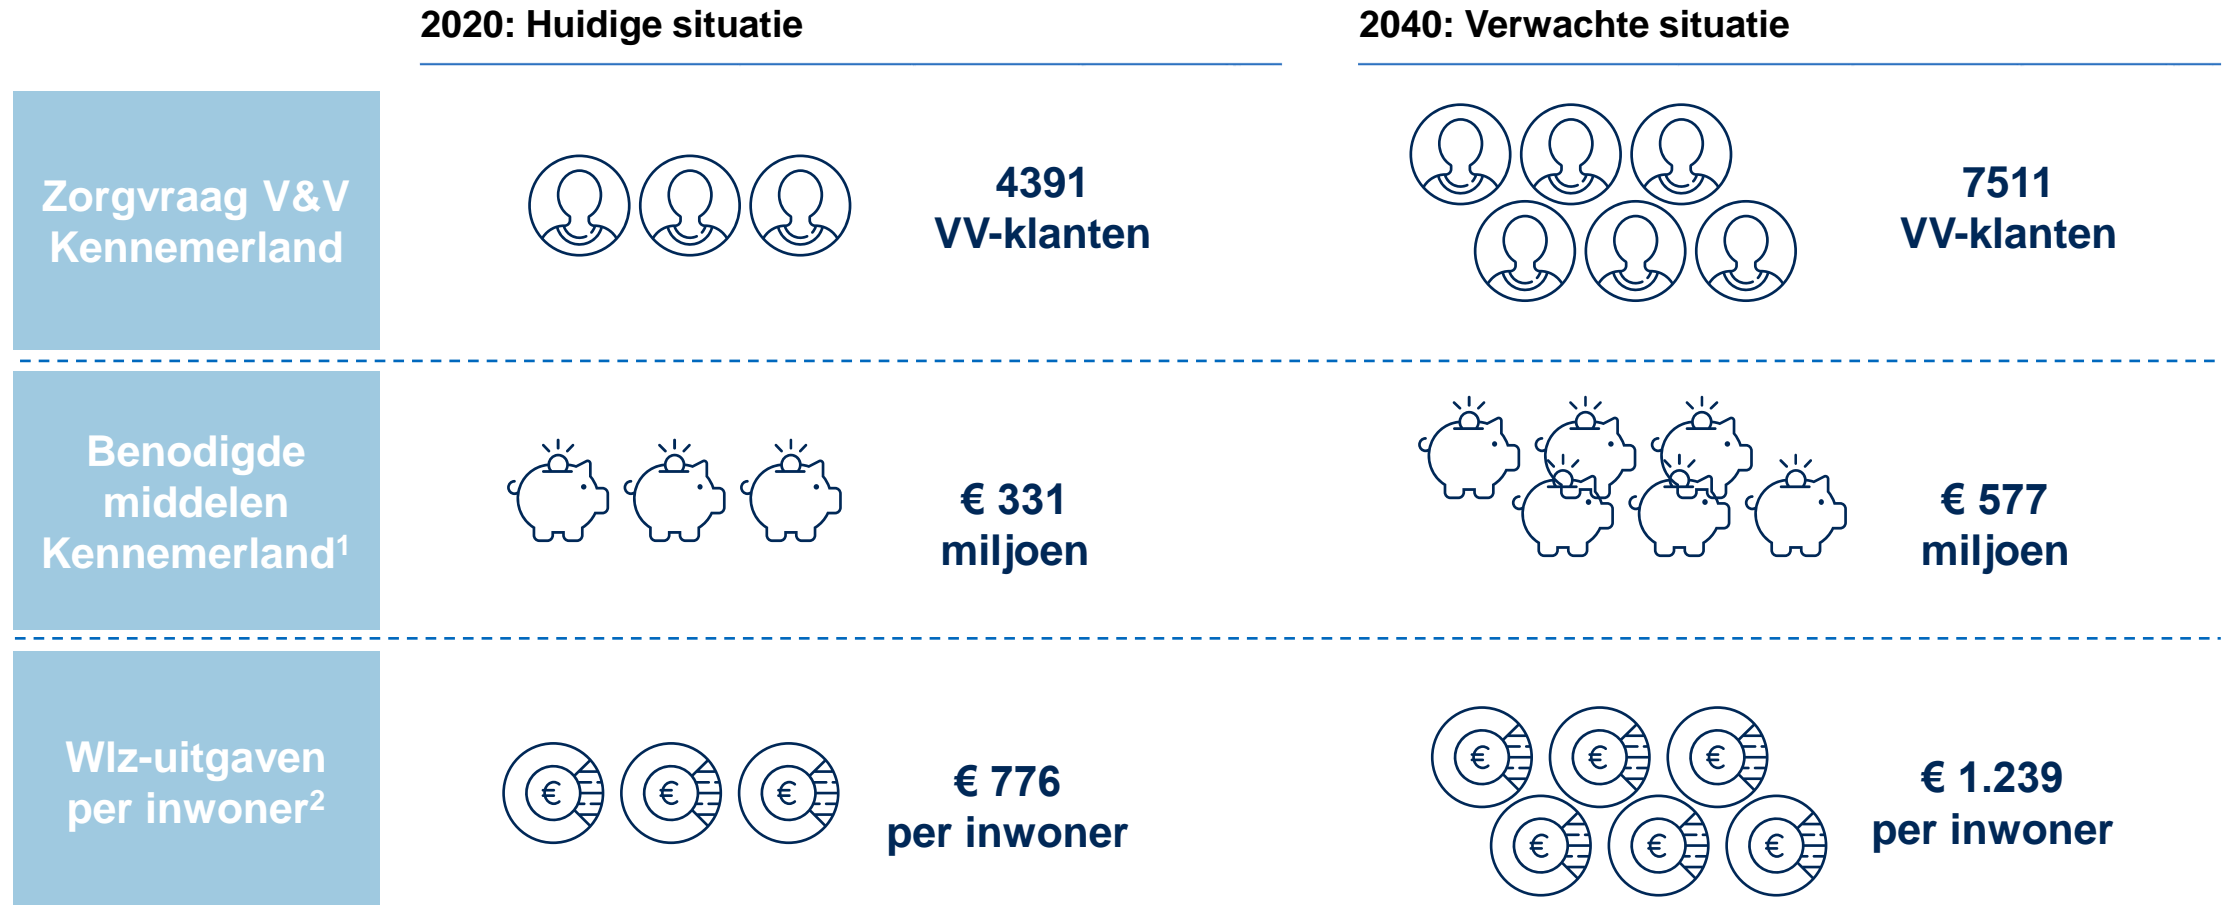 2020: Huidige situatie
2040: Verwachte situatie
Zorgvraag V&V
Kennemerland
4391
VV-klanten
7511
VV-klanten
Benodigde
middelen
Kennemerland¹
€ 331
miljoen
€ 577
miljoen
Wlz-uitgaven
per inwoner²
€ € €
€ 776
per inwoner
€ € €
€ € €
€ 1.239
per inwoner